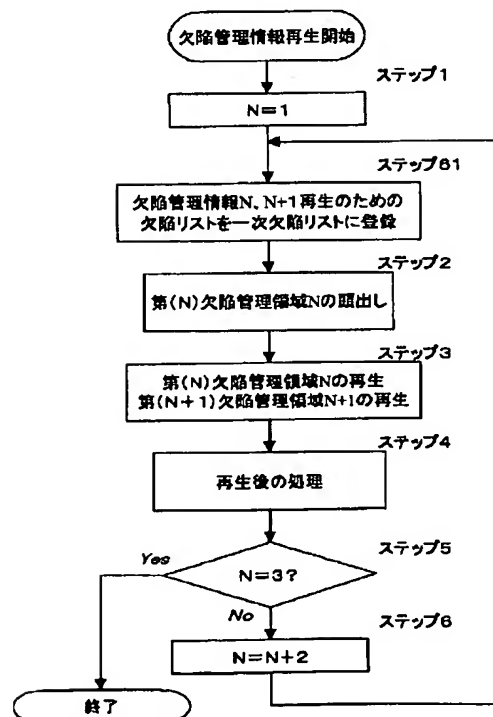 欠陥管理情報再生開始
ステップ1
N=1
ステップ61
欠陥管理情報N、N+1再生のための
欠陥リストを一次欠陥リストに登録
ステップ2
第(N)欠陥管理領域Nの頭出し
ステップ3
第(N)欠陥管理領域Nの再生
第(N+1)欠陥管理領域N+1の再生
ステップ4
再生後の処理
ステップ5
Yes
N=3?
No
ステップ6
N=N+2
終了